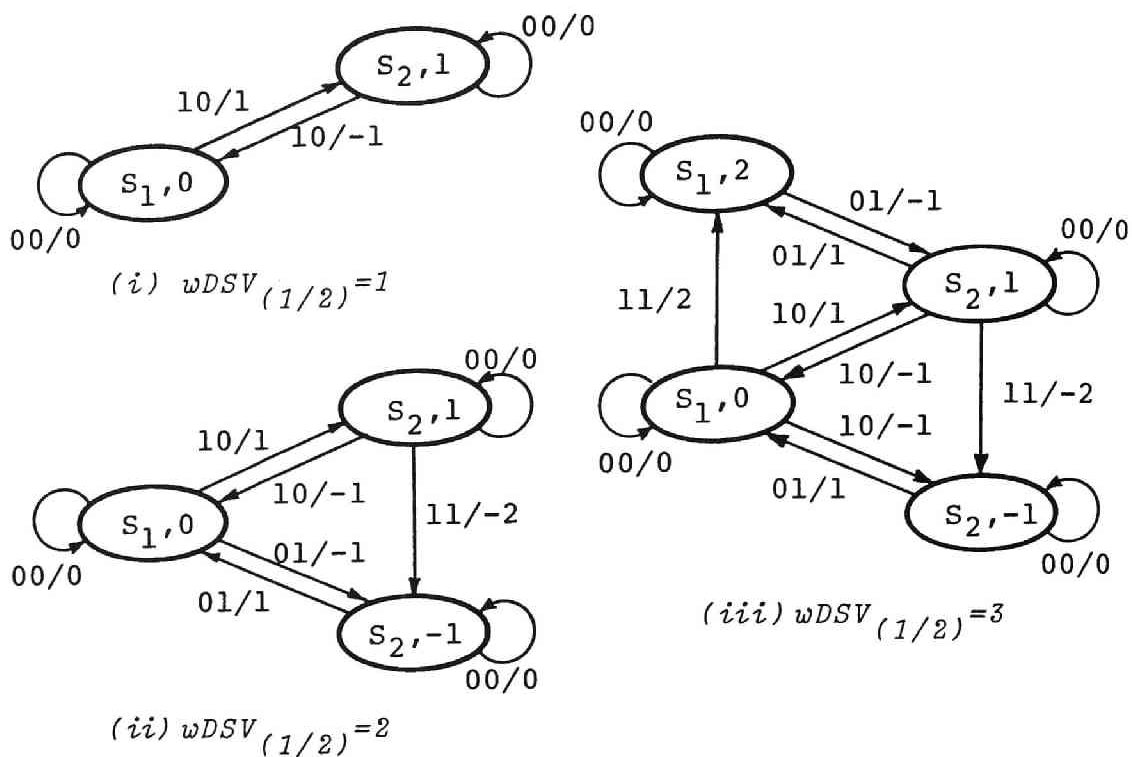 00/0
S2,1
10/1
10/-1
S1,0
00/0
(i) wDSV(1/2)=1
00/0
S2,1
10/1
10/-1
S1,0
11/-2
01/-1
00/0
01/1
S2,-1
00/0
(ii) wDSV(1/2)=2
00/0
S1,2
01/-1
00/0
01/1
S2,1
11/2
10/1
10/-1
S1,0
11/-2
10/-1
00/0
01/1
S2,-1
00/0
(iii) wDSV(1/2)=3